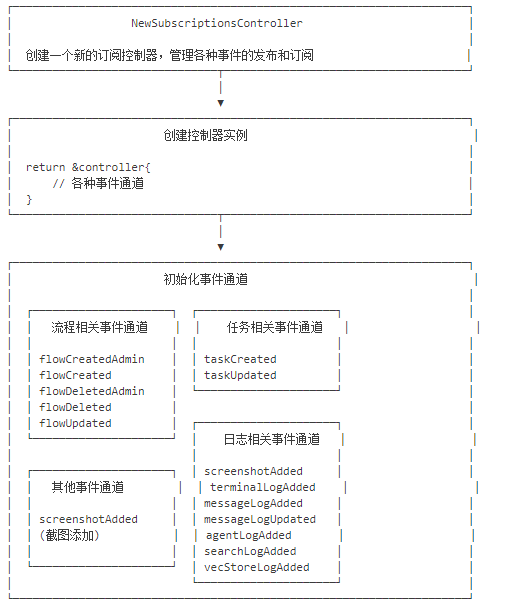 NewSubscriptionsController
创建一个新的订阅控制器，管理各种事件的发布和订阅
创建控制器实例
return &controller{
// 各种事件通道
}
初始化事件通道
流程相关事件通道
flowCreatedAdmin
flowCreated
flowDeletedAdmin
flowDeleted
flowUpdated
任务相关事件通道
taskCreated
taskUpdated
其他事件通道
screenshotAdded
(截图添加)
日志相关事件通道
screenshotAdded
terminalLogAdded
messageLogAdded
messageLogUpdated
agentLogAdded
searchLogAdded
vecStoreLogAdded